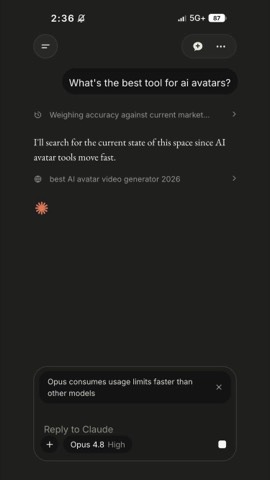 2:36
5G+ 87
What's the best tool for ai avatars?
Weighing accuracy against current market...
I'll search for the current state of this space since AI
avatar tools move fast.
best AI avatar video generator 2026
Opus consumes usage limits faster than
other models
Reply to Claude
Opus 4.8 High